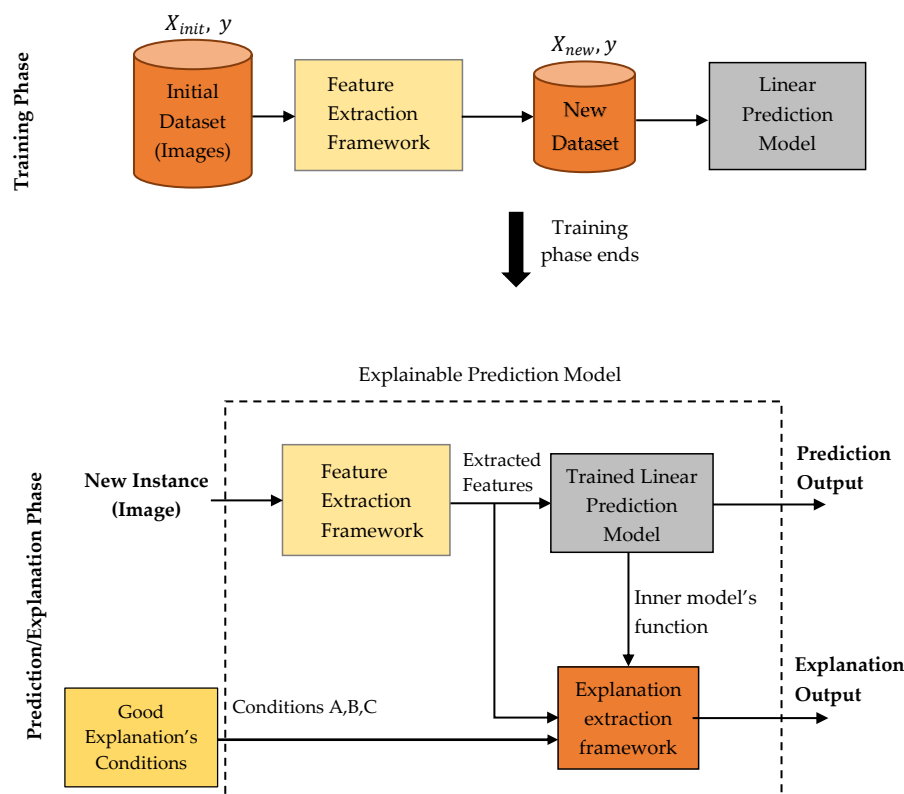 Training Phase
X_init, y
Initial
Dataset
(Images)
Feature
Extraction
Framework
X_new, y
New
Dataset
Linear
Prediction
Model
Training
phase ends
Prediction/Explanation Phase
Explainable Prediction Model
New Instance
(Image)
Feature
Extraction
Framework
Extracted
Features
Trained Linear
Prediction
Model
Prediction
Output
Inner model's
function
Good
Explanation's
Conditions
Conditions A,B,C
Explanation
extraction
framework
Explanation
Output